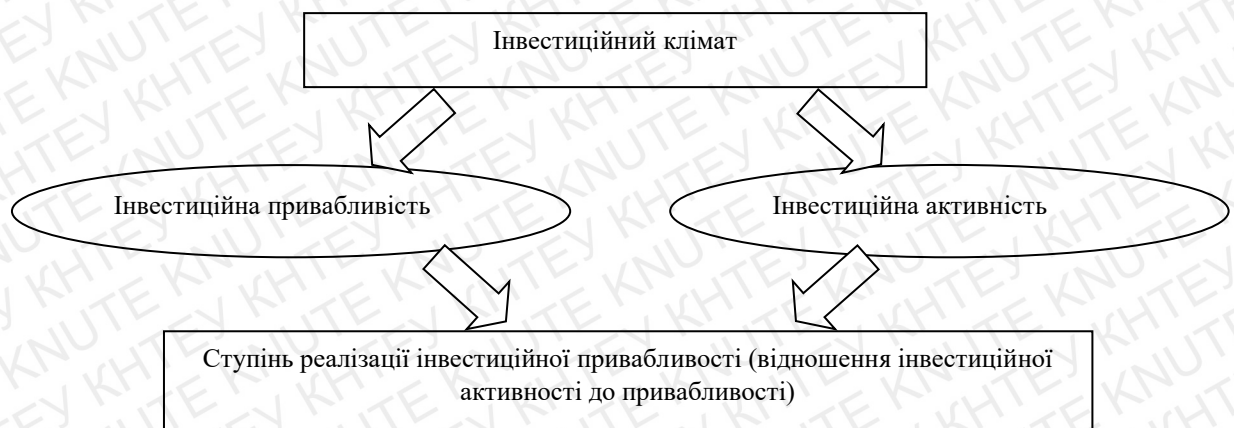 Інвестиційний клімат
Інвестиційна привабливість
Інвестиційна активність
Ступінь реалізації інвестиційної привабливості (відношення інвестиційної
активності до привабливості)